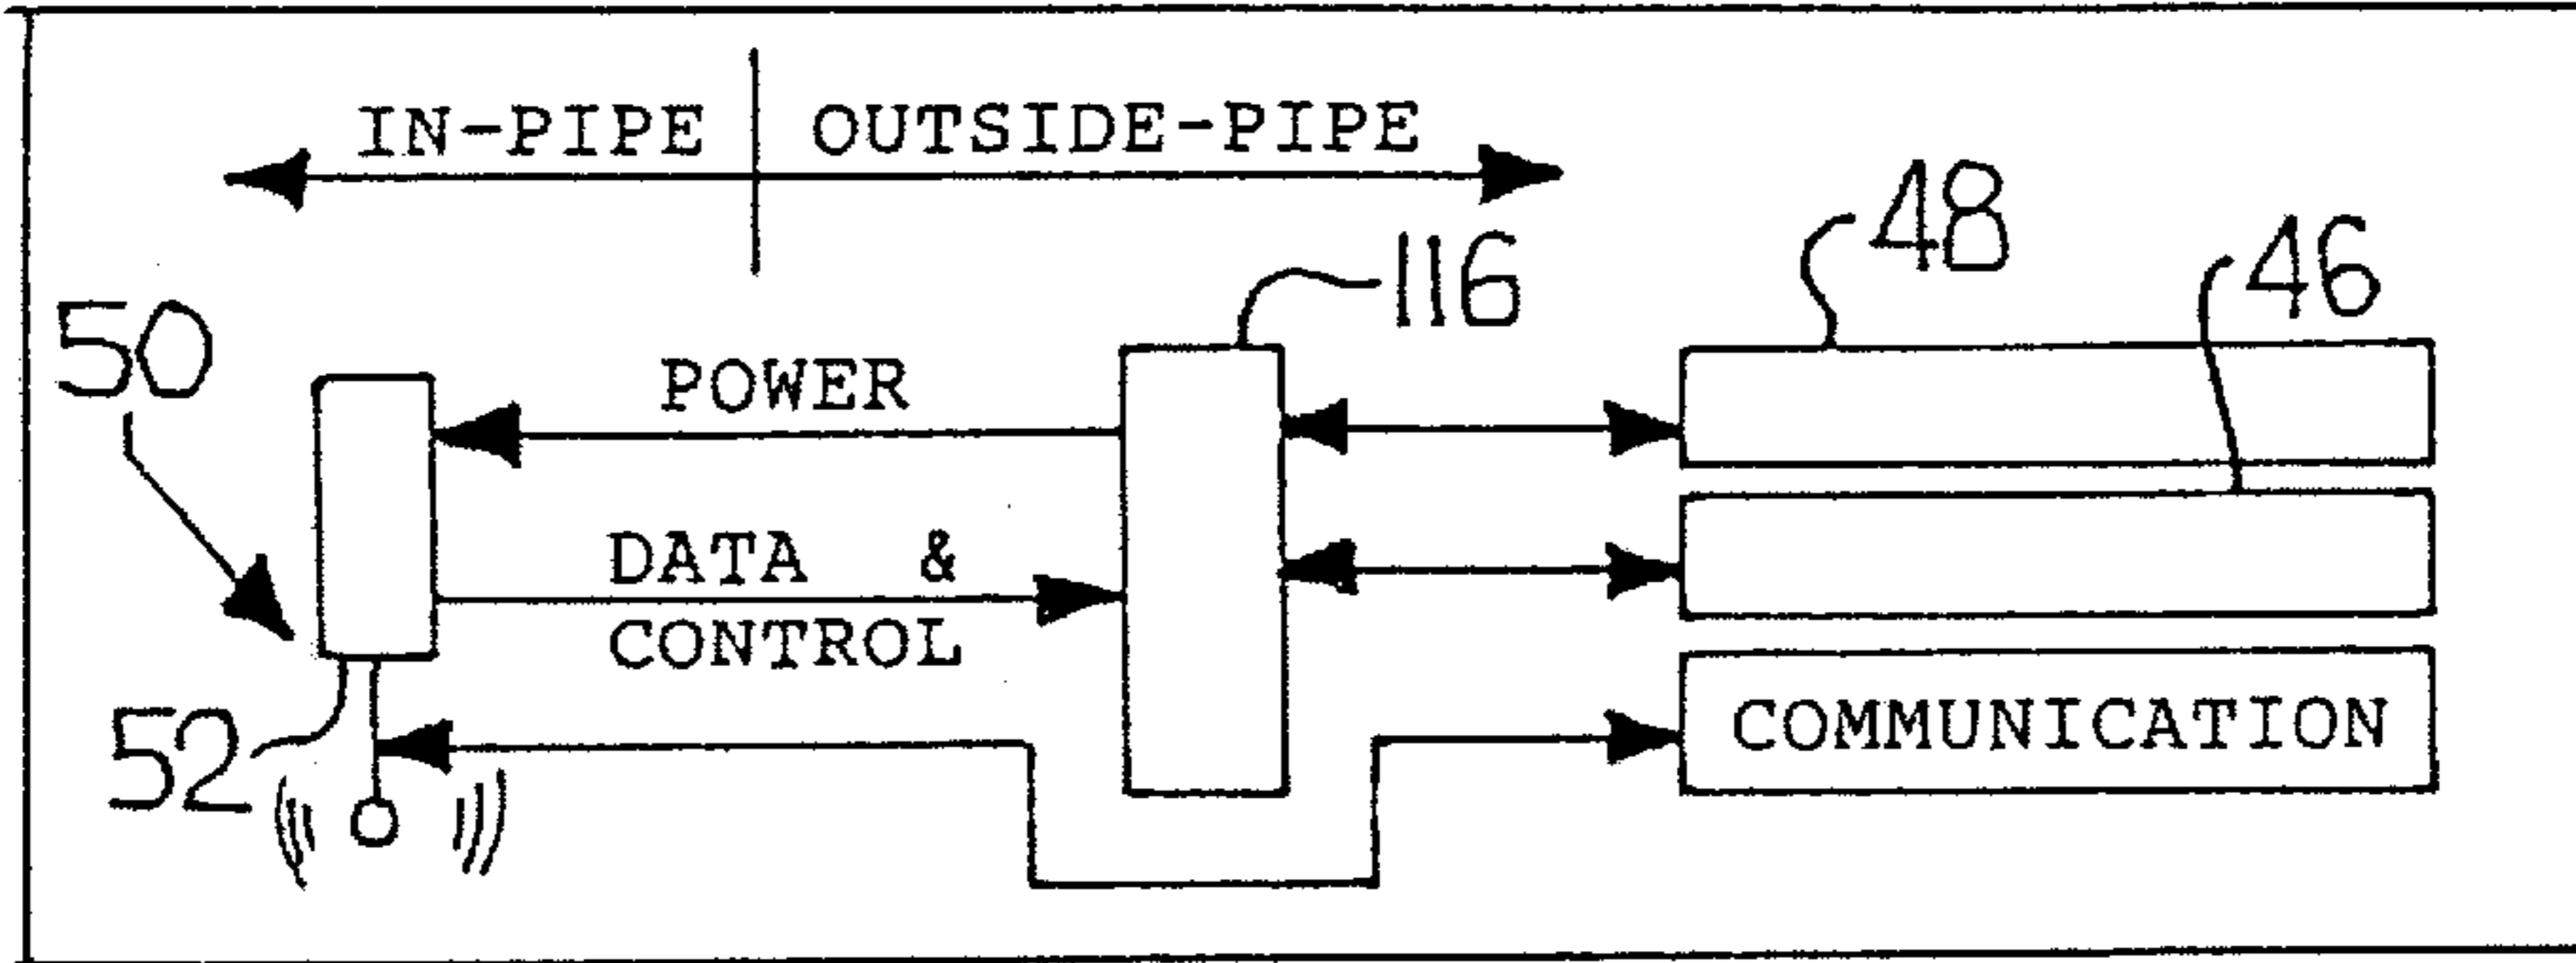 IN-PIPE OUTSIDE-PIPE
48
116
46
50
POWER
DATA &
CONTROL
52
COMMUNICATION